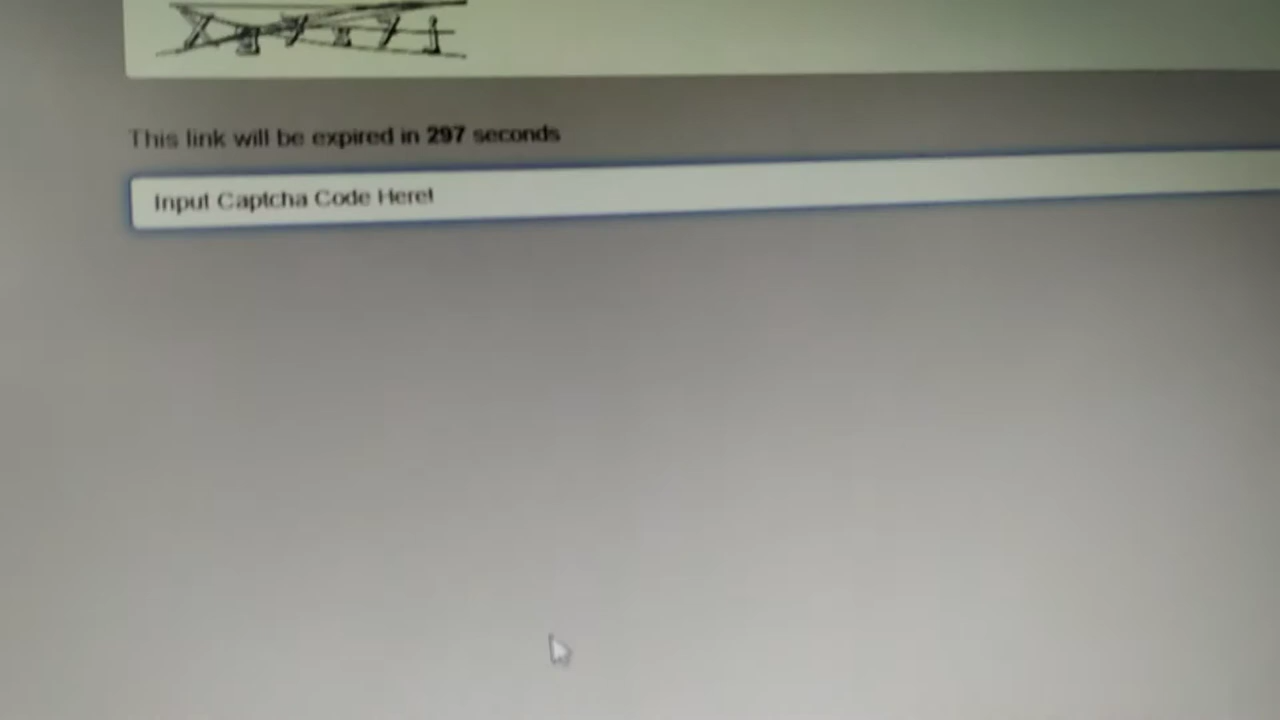 This link will be expired in 297 seconds
Input Captcha Code Here!